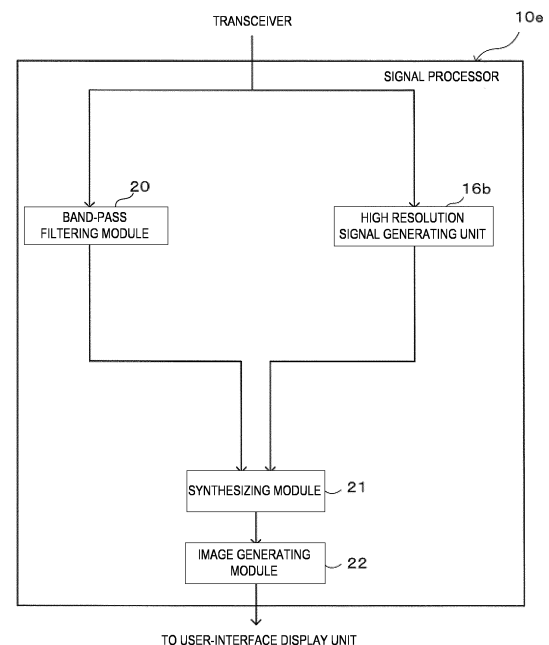 TRANSCEIVER
10e
SIGNAL PROCESSOR
20
BAND-PASS
FILTERING MODULE
16b
HIGH RESOLUTION
SIGNAL GENERATING UNIT
SYNTHESIZING MODULE
21
IMAGE GENERATING
MODULE
22
TO USER-INTERFACE DISPLAY UNIT